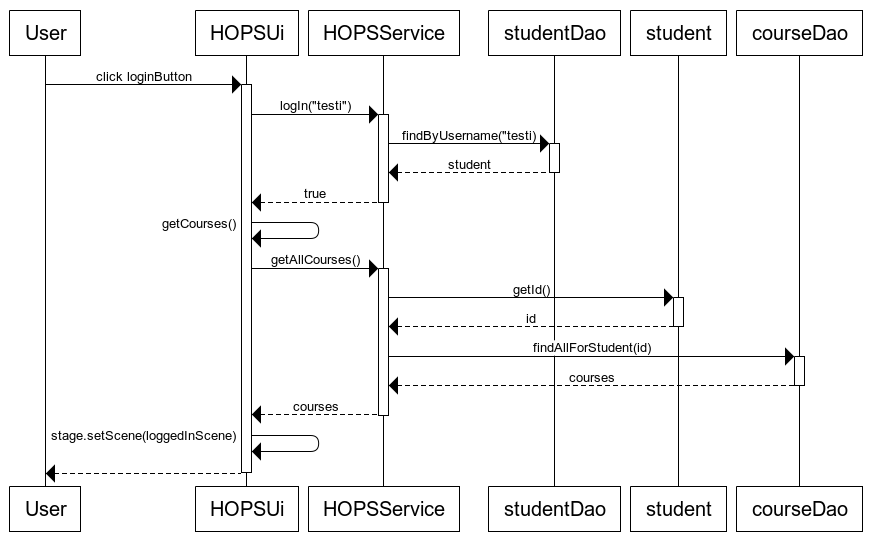 User HOPSUi HOPSService studentDao student courseDao
click loginButton
logIn("testi")
findByUsername("testi)
student
true
getCourses()
getAllCourses()
getId()
id
findAllForStudent(id)
courses
courses
stage.setScene(loggedInScene)
User HOPSUi HOPSService studentDao student courseDao